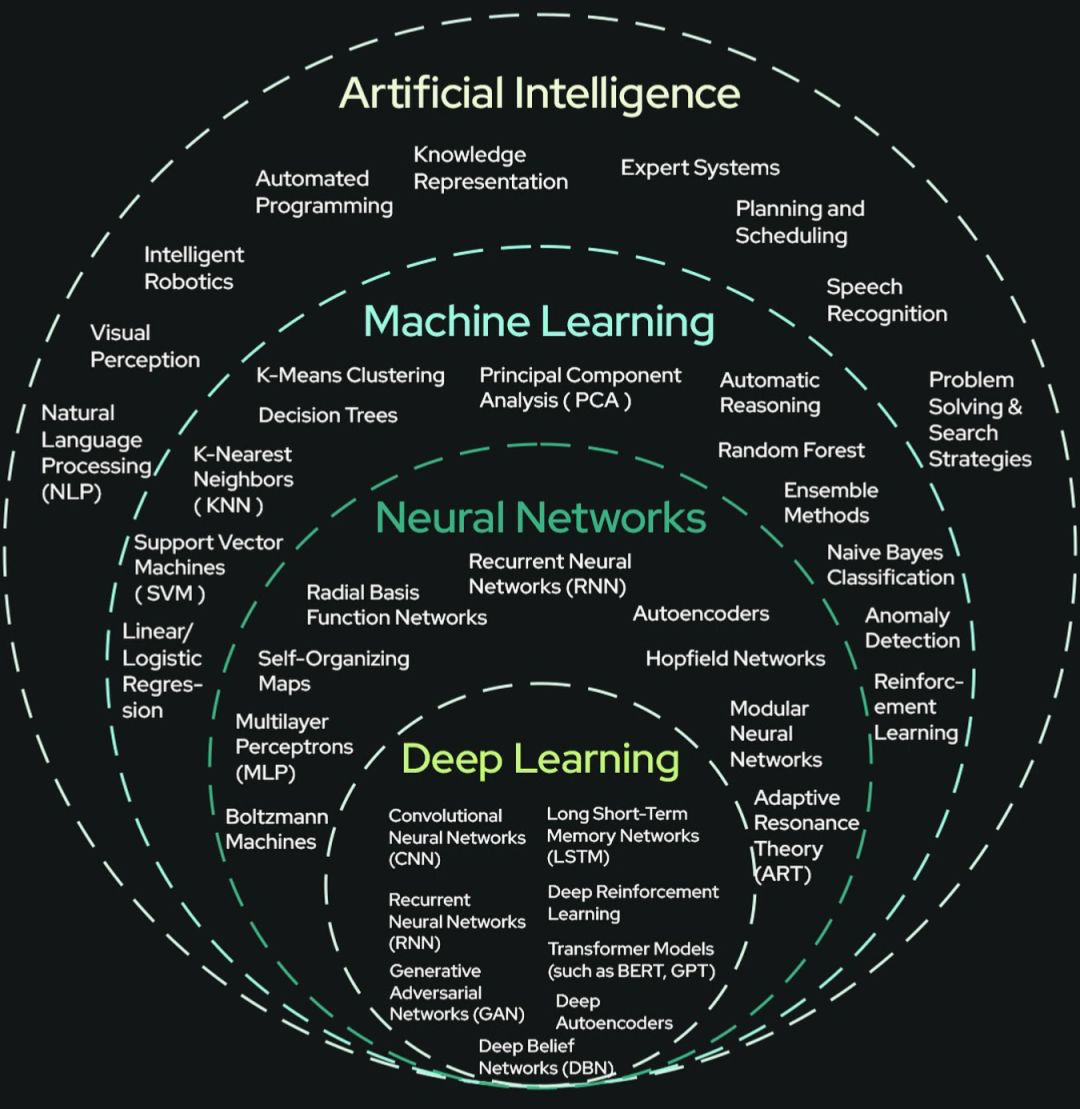 Artificial Intelligence
Knowledge
Representation
Expert Systems
Automated
Programming
Planning and
Scheduling
Intelligent
Robotics
Speech
Recognition
Visual
Perception
Natural
Language
Processing
(NLP)
Problem
Solving &
Search
Strategies
Machine Learning
K-Means Clustering
Principal Component
Analysis ( PCA )
Automatic
Reasoning
Decision Trees
K-Nearest
Neighbors
( KNN )
Random Forest
Ensemble
Methods
Support Vector
Machines
( SVM )
Naive Bayes
Classification
Linear/
Logistic
Regres-
sion
Anomaly
Detection
Reinforc-
ement
Learning
Neural Networks
Recurrent Neural
Networks (RNN)
Radial Basis
Function Networks
Autoencoders
Self-Organizing
Maps
Hopfield Networks
Multilayer
Perceptrons
(MLP)
Modular
Neural
Networks
Boltzmann
Machines
Adaptive
Resonance
Theory
(ART)
Deep Learning
Convolutional
Neural Networks
(CNN)
Long Short-Term
Memory Networks
(LSTM)
Recurrent
Neural Networks
(RNN)
Deep Reinforcement
Learning
Generative
Adversarial
Networks (GAN)
Transformer Models
(such as BERT, GPT)
Deep
Autoencoders
Deep Belief
Networks (DBN)